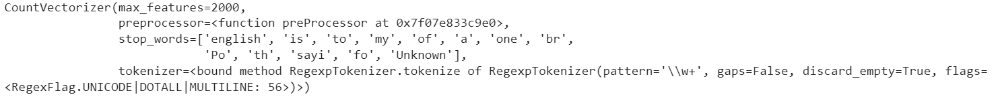 CountVectorizer(max_features=2000,
preprocessor=<function preProcessor at 0x7f07e833c9e0>,
stop_words=['english', 'is', 'to', 'my', 'of', 'a', 'one', 'br',
'Po', 'th', 'sayi', 'fo', 'Unknown'],
tokenizer=<bound method RegexpTokenizer.tokenize of RegexpTokenizer(pattern='\\w+', gaps=False, discard_empty=True, flags=
<RegexFlag.UNICODE|DOTALL|MULTILINE: 56>)>)